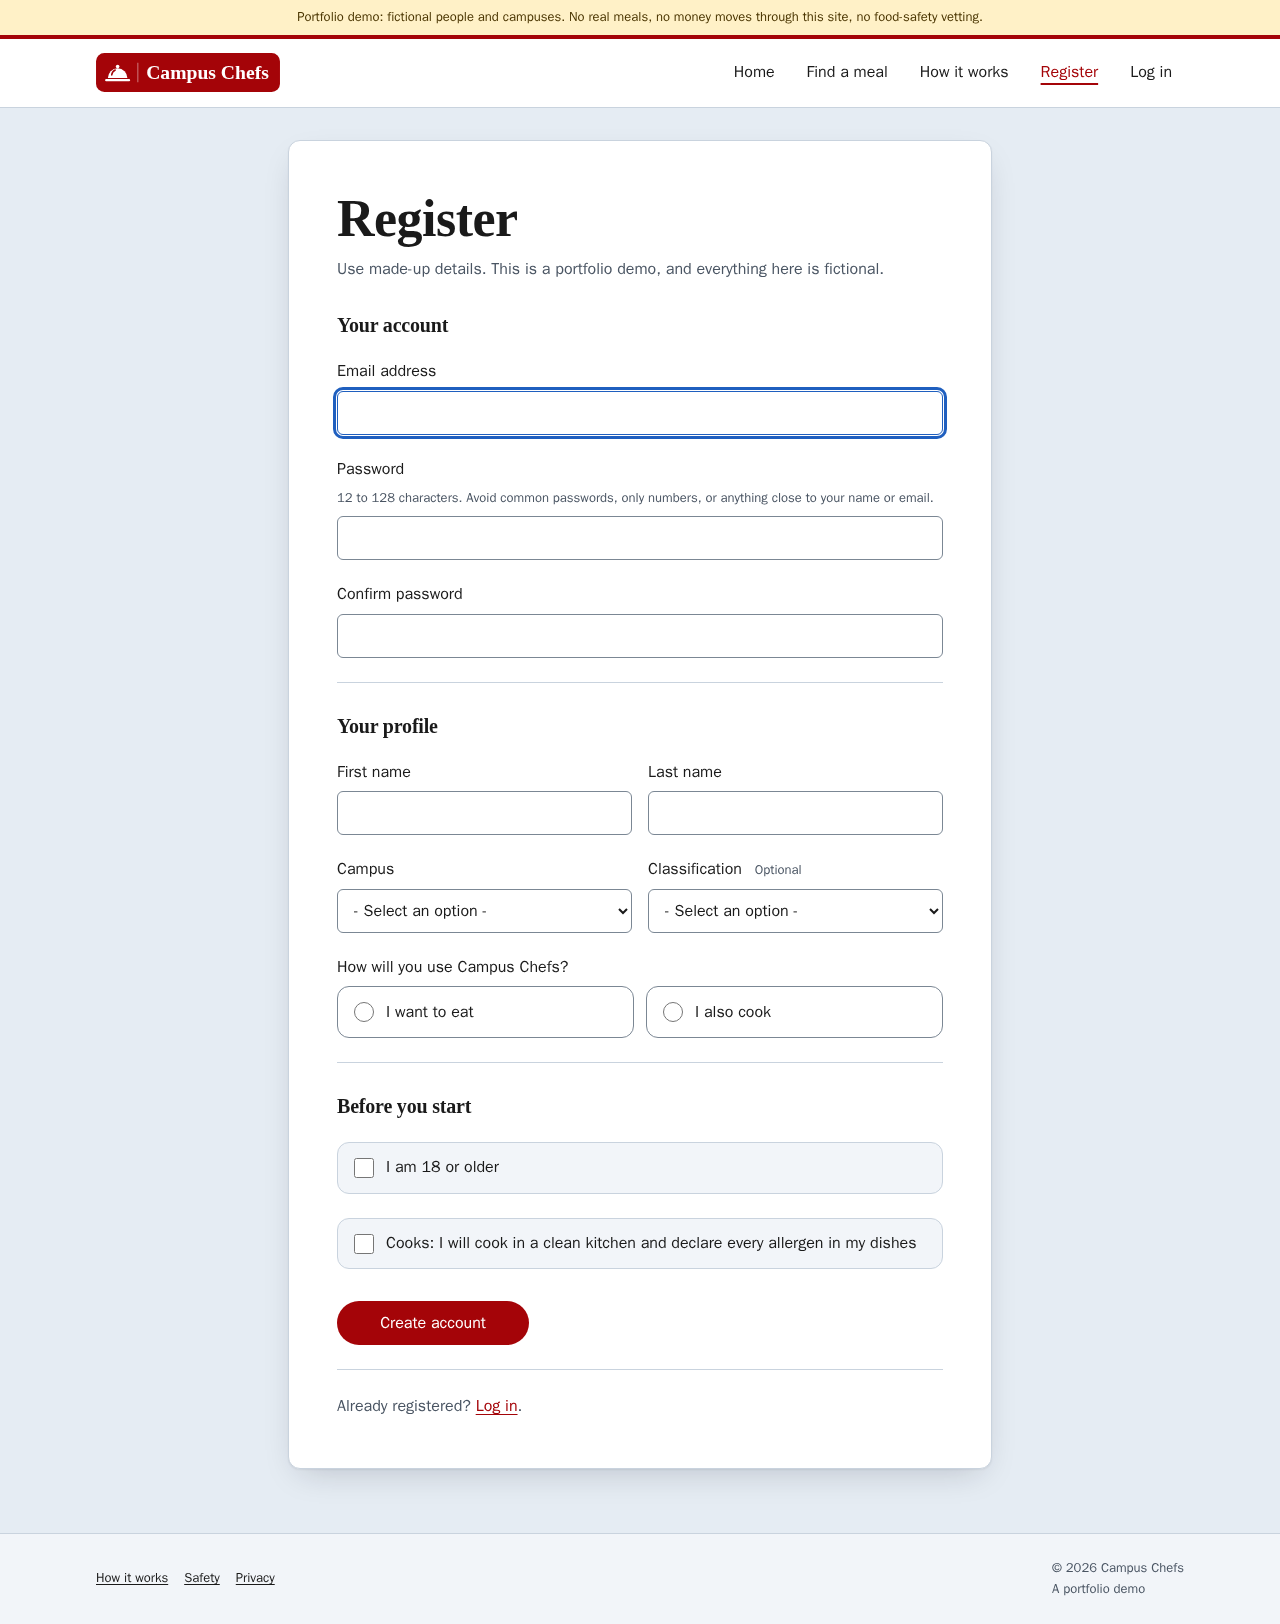 Portfolio demo: fictional people and campuses. No real meals, no money moves through this site, no food-safety vetting.
Campus Chefs
Home
Find a meal
How it works
Register
Log in
Register
Use made-up details. This is a portfolio demo, and everything here is fictional.
Your account
Email address
Password
12 to 128 characters. Avoid common passwords, only numbers, or anything close to your name or email.
Confirm password
Your profile
First name
Last name
Campus
Classification Optional
- Select an option -
- Select an option -
How will you use Campus Chefs?
I want to eat
I also cook
Before you start
I am 18 or older
Cooks: I will cook in a clean kitchen and declare every allergen in my dishes
Create account
Already registered? Log in.
How it works
Safety
Privacy
© 2026 Campus Chefs
A portfolio demo